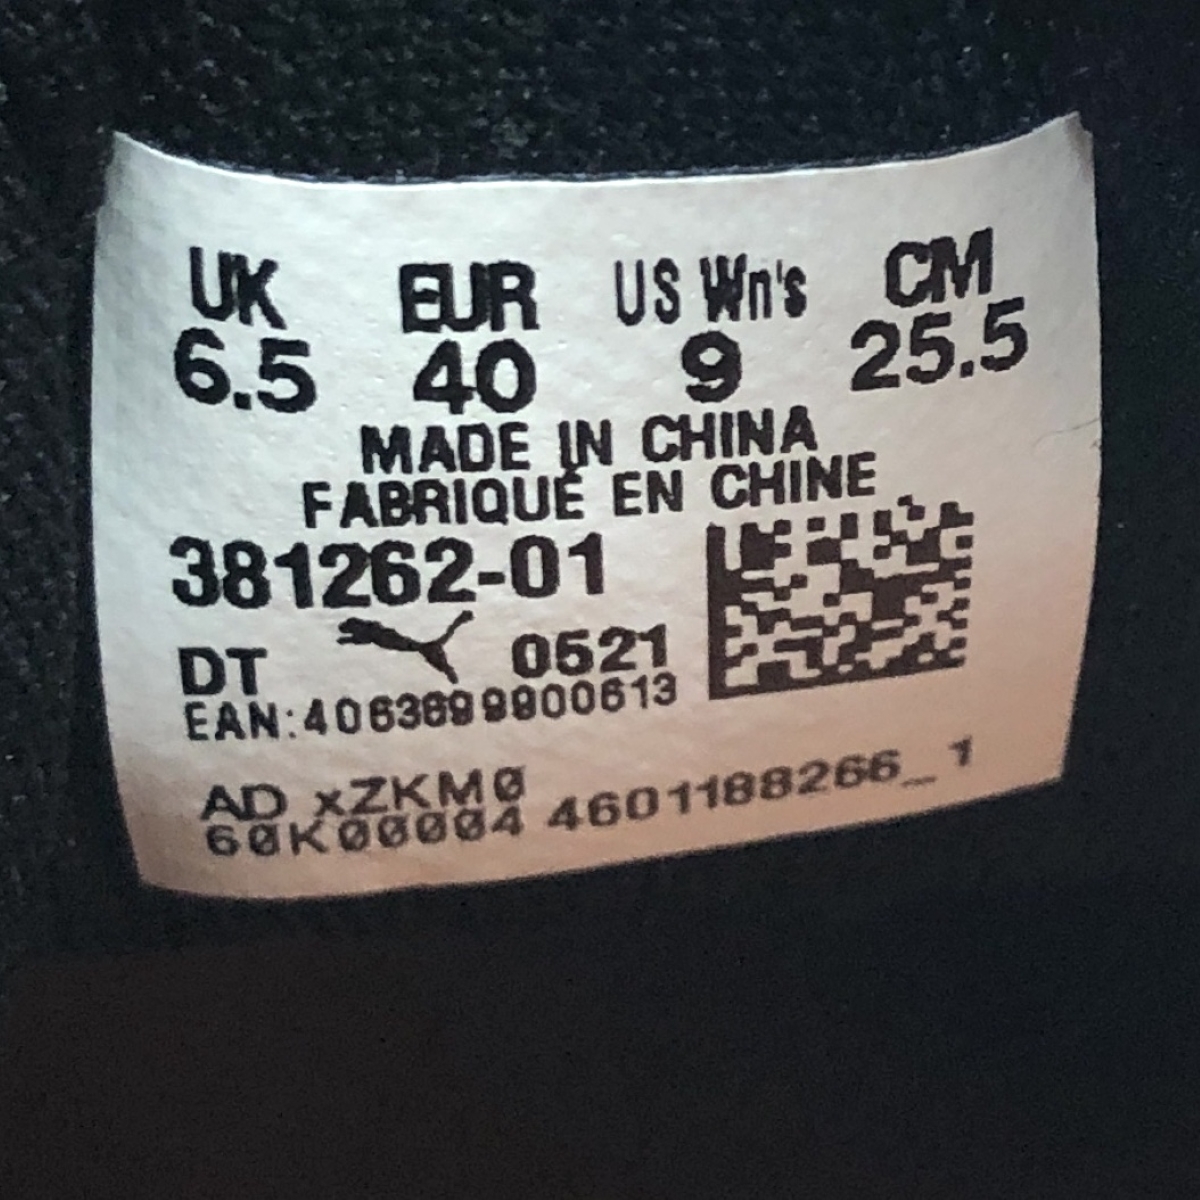 UK EUR US Wn's CM
6.5 40 9 25.5
MADE IN CHINA
FABRIQUÉ EN CHINE
381262-01
DT 0521
EAN:4063699900613
AD xZKM0
60K00004 4601188266_1